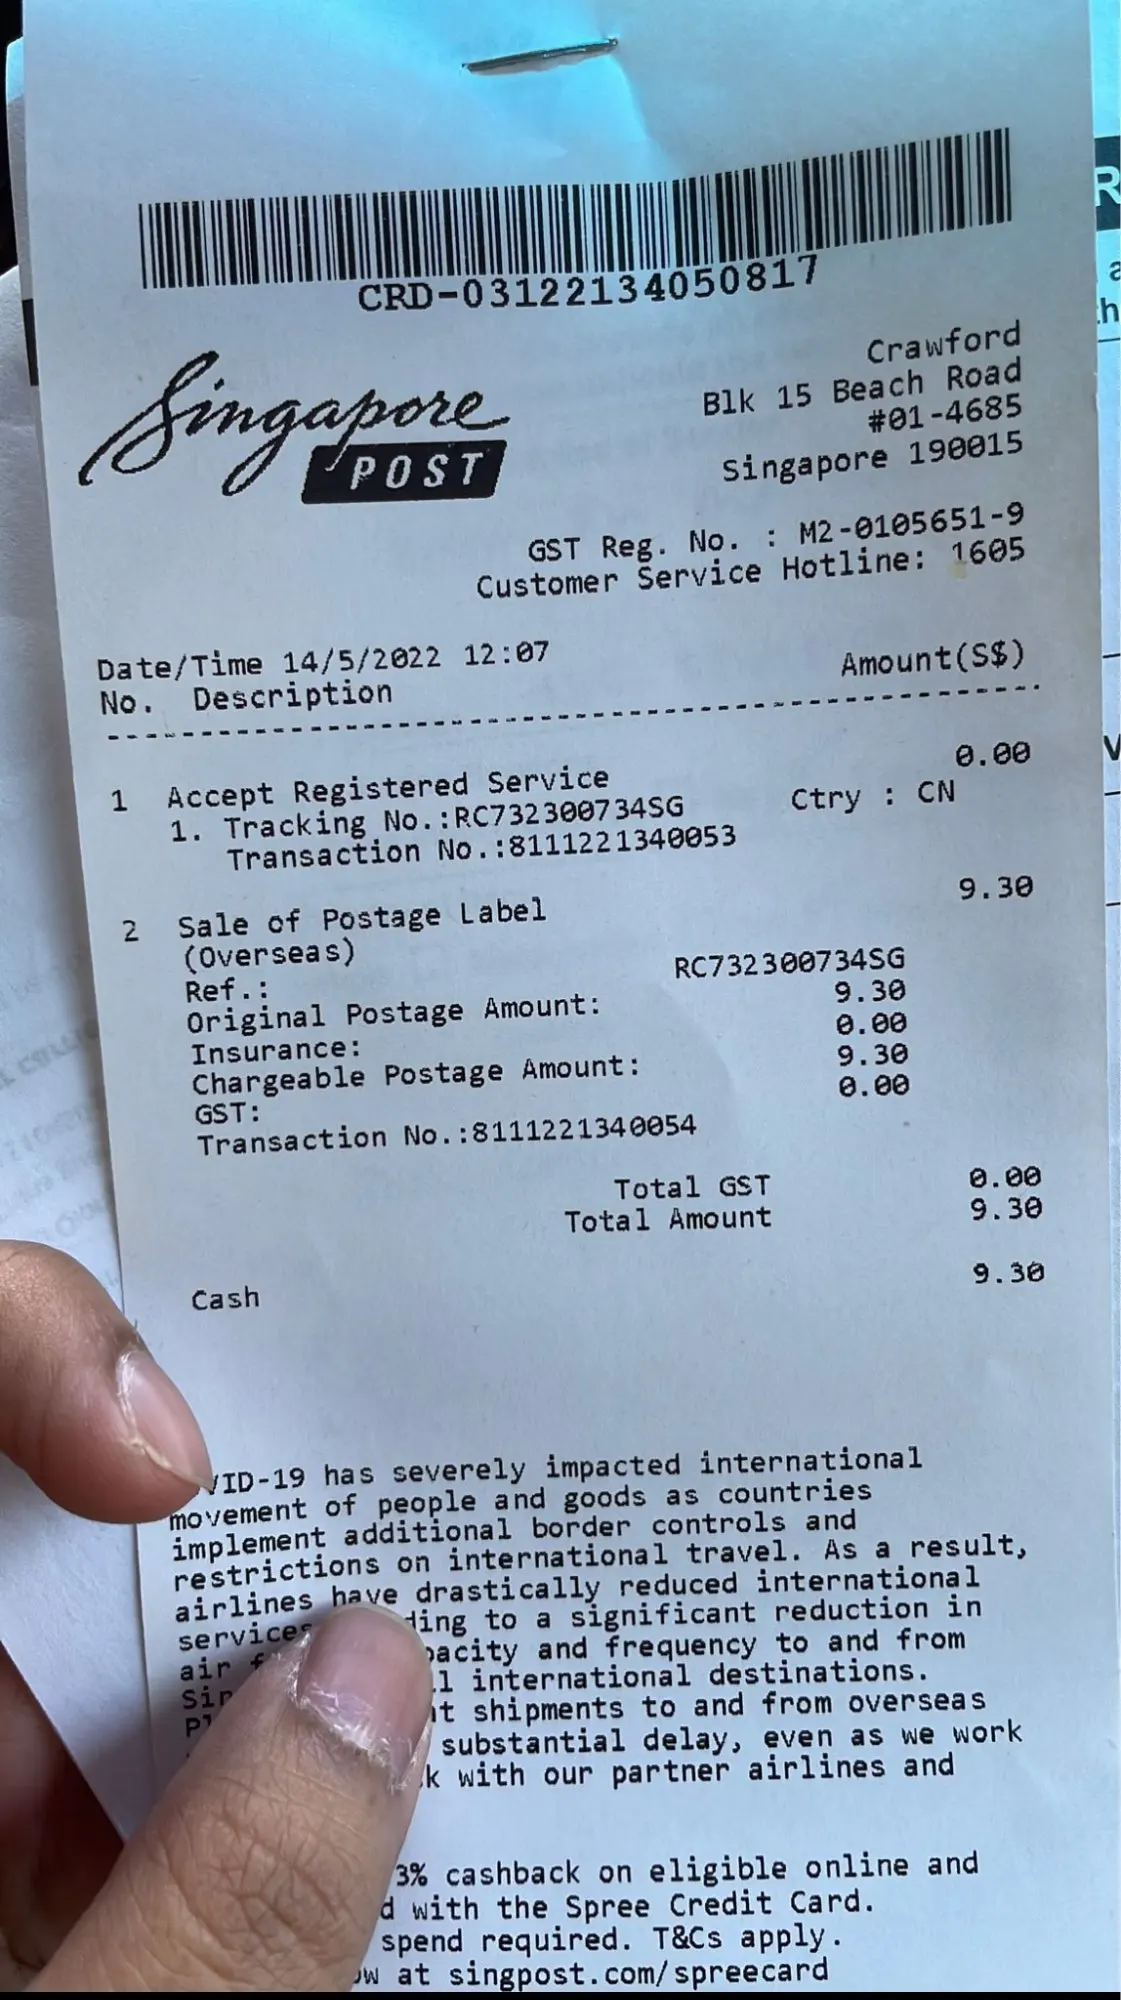 CRD-03122134050817
Singapore
POST
Crawford
Blk 15 Beach Road
#01-4685
Singapore 190015
GST Reg. No. : M2-0105651-9
Customer Service Hotline: 1605
Date/Time 14/5/2022 12:07
No. Description Amount(S$)
1 Accept Registered Service 0.00
1. Tracking No.:RC732300734SG Ctry : CN
Transaction No.:8111221340053
2 Sale of Postage Label 9.30
(Overseas)
Ref.: RC732300734SG
Original Postage Amount: 9.30
Insurance: 0.00
Chargeable Postage Amount: 9.30
GST: 0.00
Transaction No.:8111221340054
Total GST 0.00
Total Amount 9.30
Cash 9.30
VID-19 has severely impacted international
movement of people and goods as countries
implement additional border controls and
restrictions on international travel. As a result,
airlines have drastically reduced international
services ding to a significant reduction in
air pacity and frequency to and from
Sin l international destinations.
Pl t shipments to and from overseas
substantial delay, even as we work
k with our partner airlines and
3% cashback on eligible online and
d with the Spree Credit Card.
spend required. T&Cs apply.
ow at singpost.com/spreecard